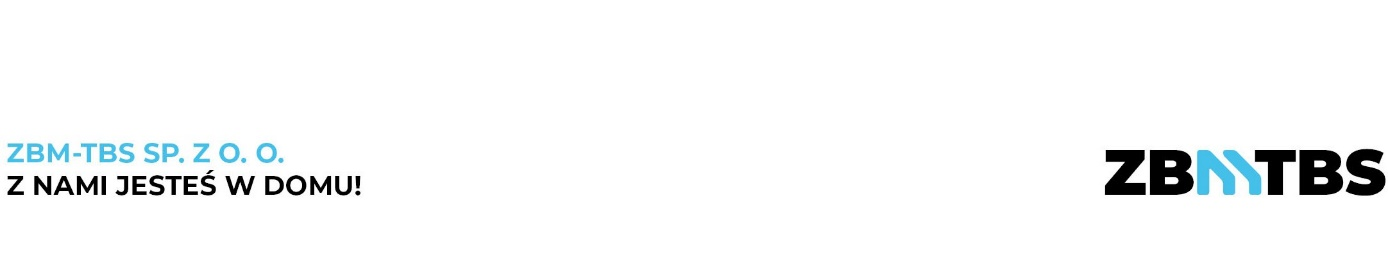 ZBM-TBS SP. Z O. O.
Z NAMI JESTEŚ W DOMU!
ZBMTBS